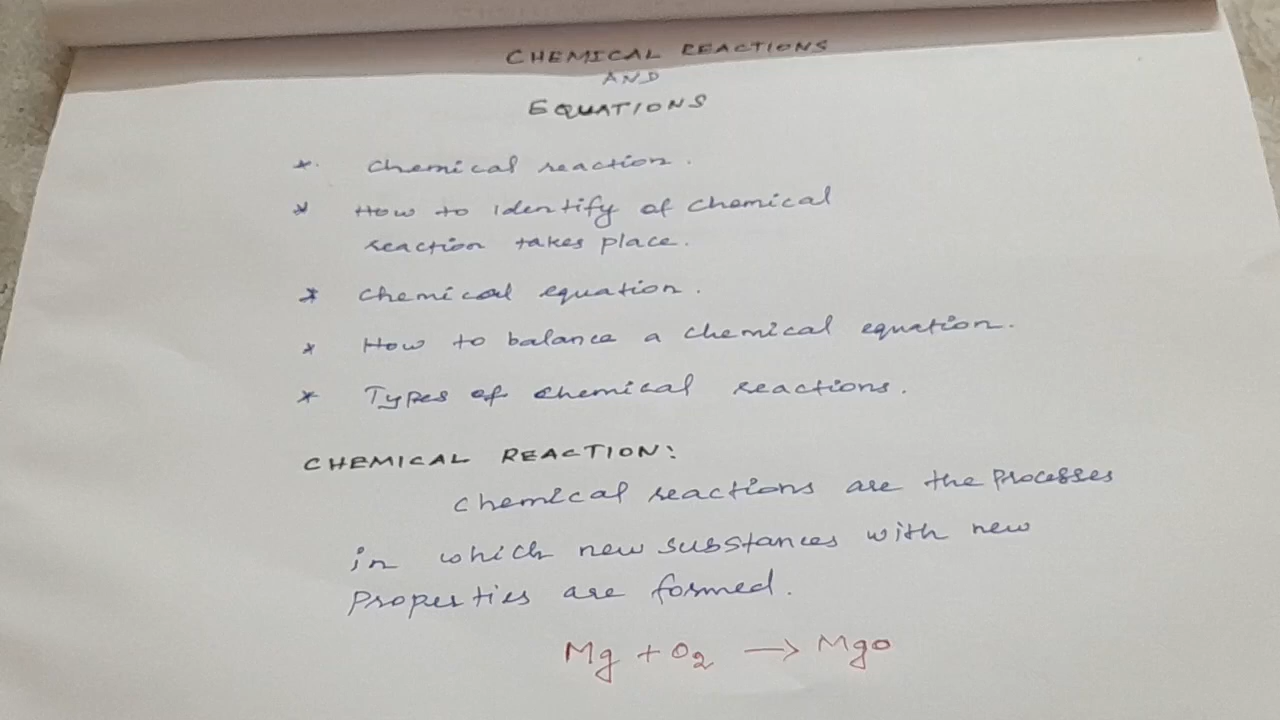 CHEMICAL REACTIONS
AND
EQUATIONS
* Chemical reaction.
* How to identify of chemical
reaction takes place.
* Chemical equation.
* How to balance a chemical equation.
* Types of chemical reactions.
CHEMICAL REACTION:
Chemical reactions are the processes
in which new substances with new
properties are formed.
Mg + O₂ → MgO